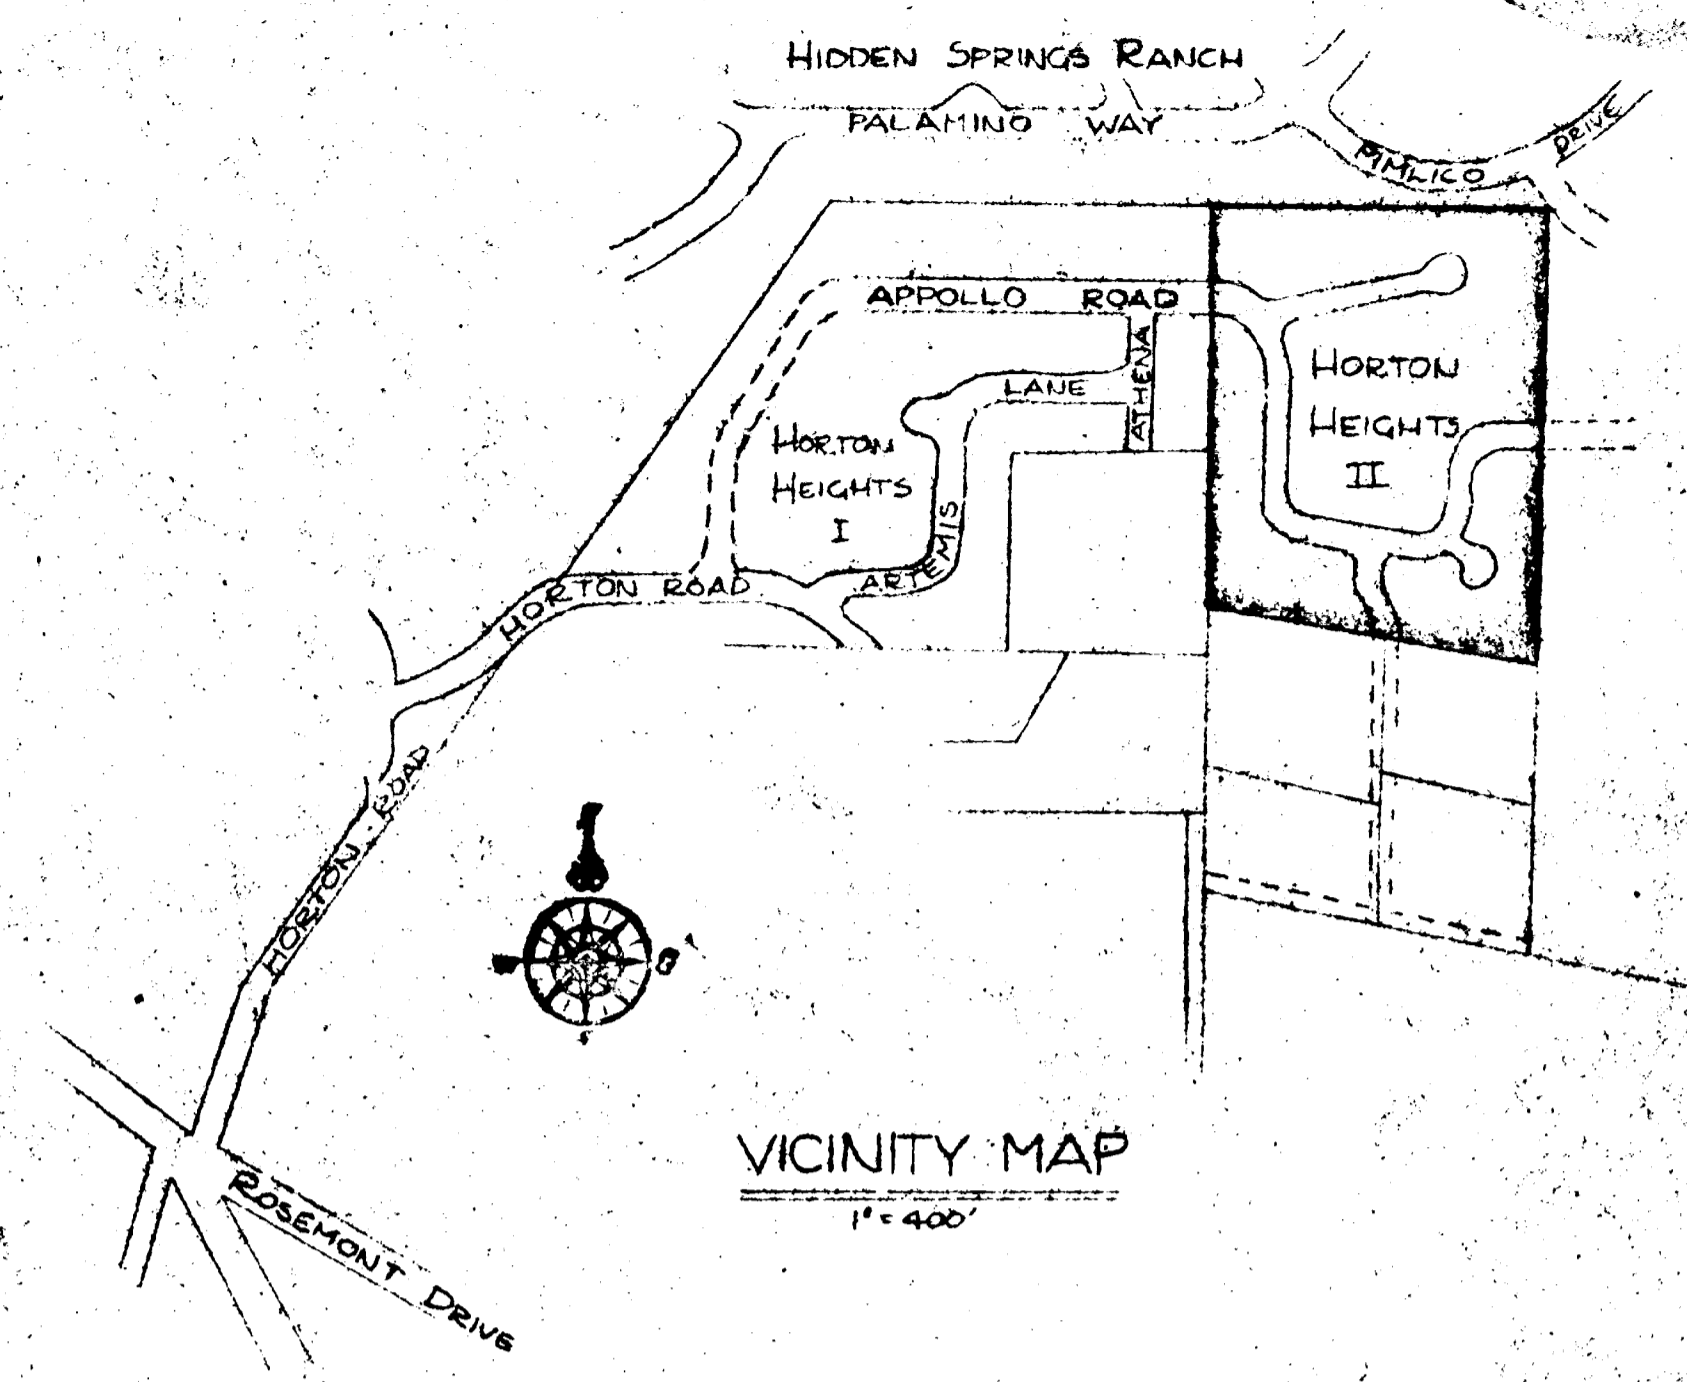 HIDDEN SPRINGS RANCH
PALAMINO WAY
PIMLICO DRIVE
APPOLLO ROAD
ATHENA
LANE
HORTON
HEIGHTS
II
HORTON
HEIGHTS
I
ARTEMIS
HORTON ROAD
HORTON ROAD
E
S
VICINITY MAP
1" = 400'
ROSEMONT DRIVE